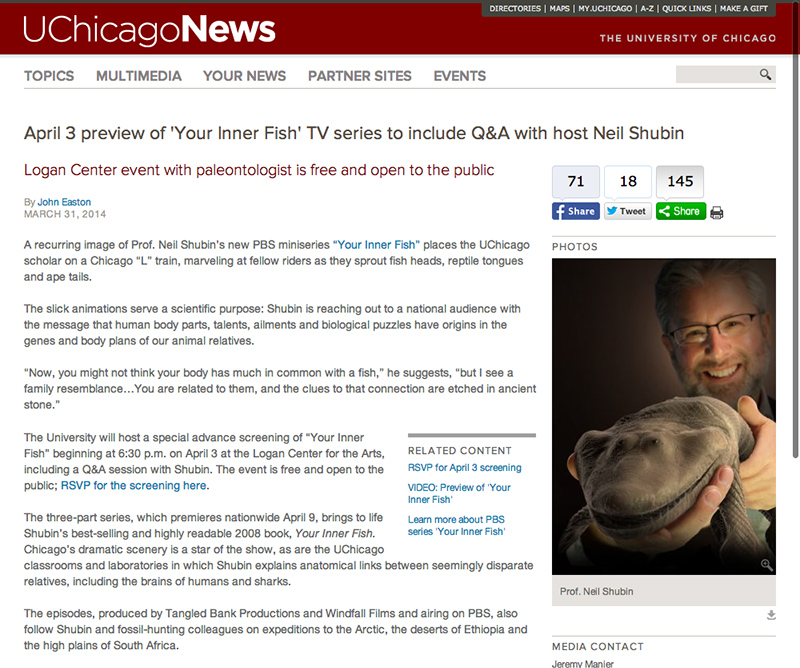 DIRECTORIES | MAPS | MY.UCHICAGO | A-Z | QUICK LINKS | MAKE A GIFT
UChicagoNews
THE UNIVERSITY OF CHICAGO
TOPICS MULTIMEDIA YOUR NEWS PARTNER SITES EVENTS
April 3 preview of 'Your Inner Fish' TV series to include Q&A with host Neil Shubin
Logan Center event with paleontologist is free and open to the public
By John Easton
MARCH 31, 2014
A recurring image of Prof. Neil Shubin's new PBS miniseries "Your Inner Fish" places the UChicago
scholar on a Chicago "L" train, marveling at fellow riders as they sprout fish heads, reptile tongues
and ape tails.
The slick animations serve a scientific purpose: Shubin is reaching out to a national audience with
the message that human body parts, talents, ailments and biological puzzles have origins in the
genes and body plans of our animal relatives.
“Now, you might not think your body has much in common with a fish,” he suggests, “but I see a
family resemblance…You are related to them, and the clues to that connection are etched in ancient
stone.”
The University will host a special advance screening of “Your Inner
Fish” beginning at 6:30 p.m. on April 3 at the Logan Center for the Arts,
including a Q&A session with Shubin. The event is free and open to the
public; RSVP for the screening here.
RELATED CONTENT
RSVP for April 3 screening
VIDEO: Preview of 'Your
Inner Fish'
Learn more about PBS
series 'Your Inner Fish'
The three-part series, which premieres nationwide April 9, brings to life
Shubin's best-selling and highly readable 2008 book, Your Inner Fish.
Chicago's dramatic scenery is a star of the show, as are the UChicago
classrooms and laboratories in which Shubin explains anatomical links between seemingly disparate
relatives, including the brains of humans and sharks.
The episodes, produced by Tangled Bank Productions and Windfall Films and airing on PBS, also
follow Shubin and fossil-hunting colleagues on expeditions to the Arctic, the deserts of Ethiopia and
the high plains of South Africa.
71 18 145
Share Tweet Share
PHOTOS
Prof. Neil Shubin
MEDIA CONTACT
Jeremy Manier